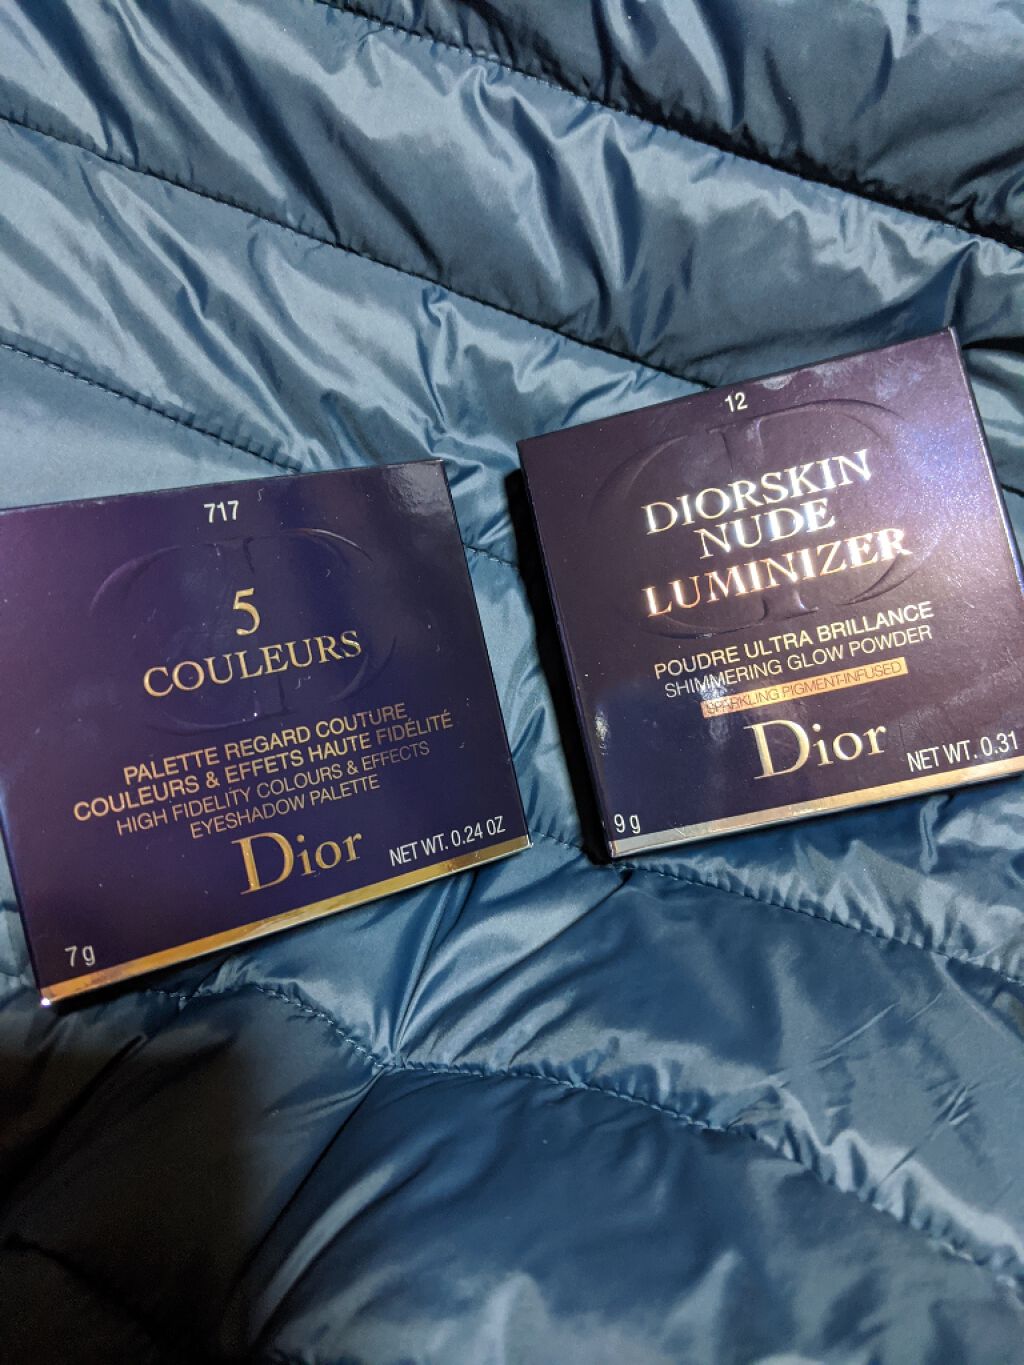 717
5
COULEURS
PALETTE REGARD COUTURE
COULEURS & EFFETS HAUTE FIDÉLITÉ
HIGH FIDELITY COLOURS & EFFECTS
EYESHADOW PALETTE
Dior
NET WT. 0.24 OZ
7 g
12
DIORSKIN
NUDE
LUMINIZER
POUDRE ULTRA BRILLANCE
SHIMMERING GLOW POWDER
SPARKLING PIGMENT-INFUSED
Dior
NET WT. 0.31
9 g